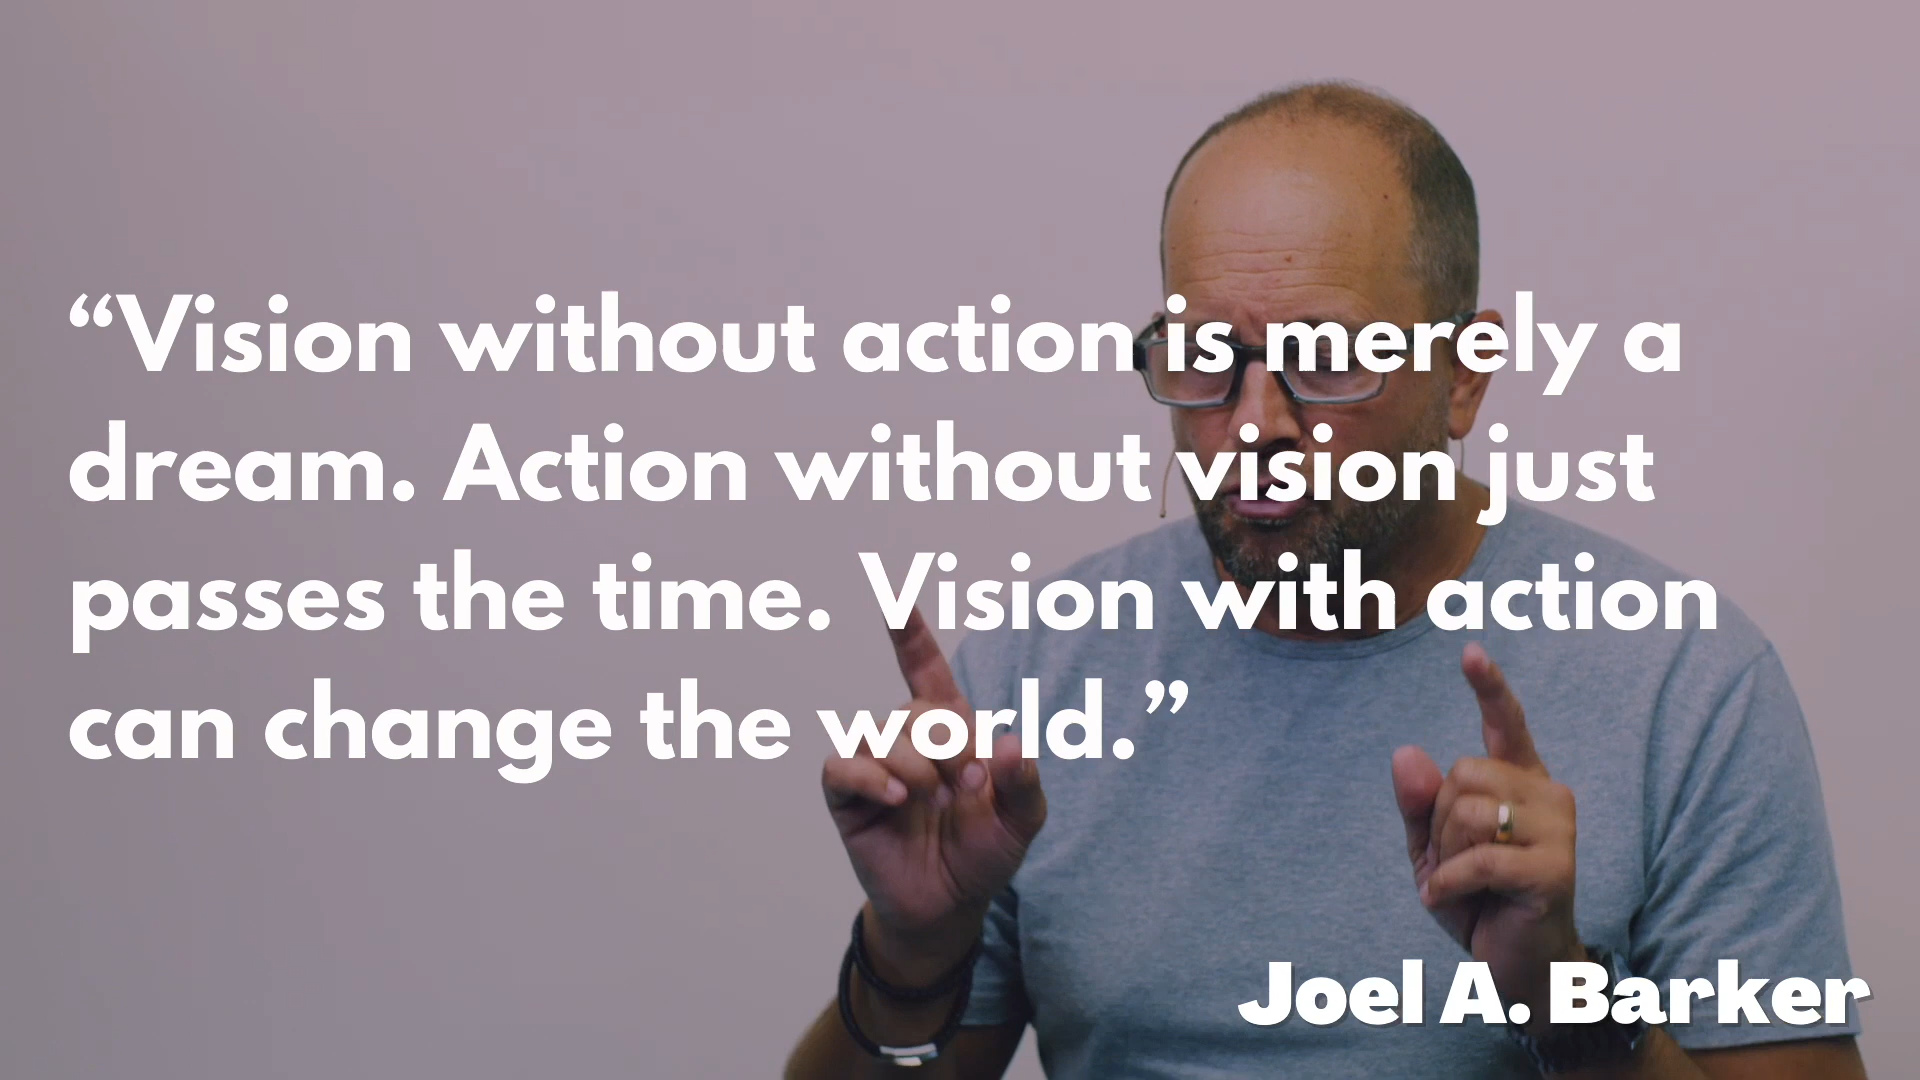 “Vision without action is merely a
dream. Action without vision just
passes the time. Vision with action
can change the world.”
Joel A. Barker